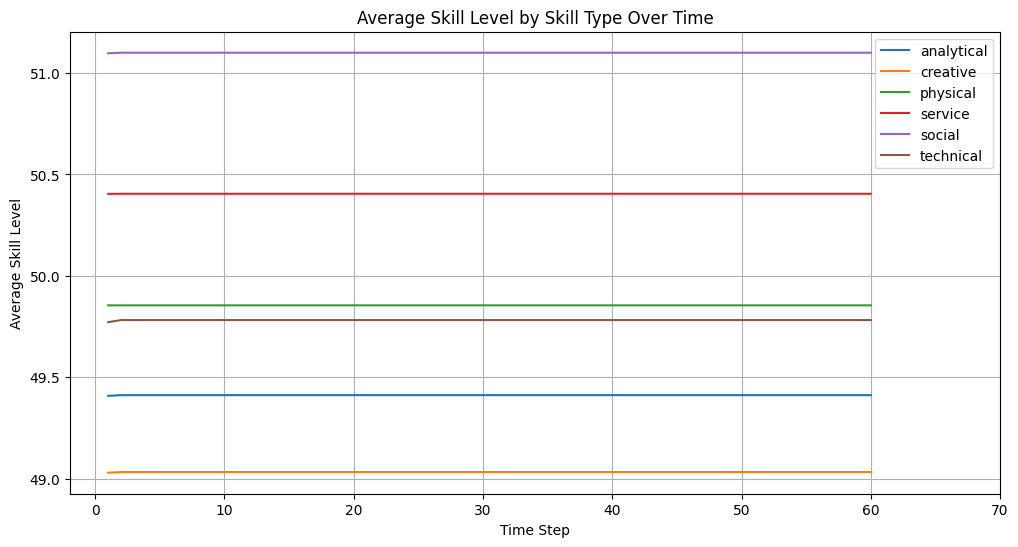 Average Skill Level by Skill Type Over Time
Average Skill Level
51.0
50.5
50.0
49.5
49.0
analytical
creative
physical
service
social
technical
0 10 20 30 40 50 60 70
Time Step